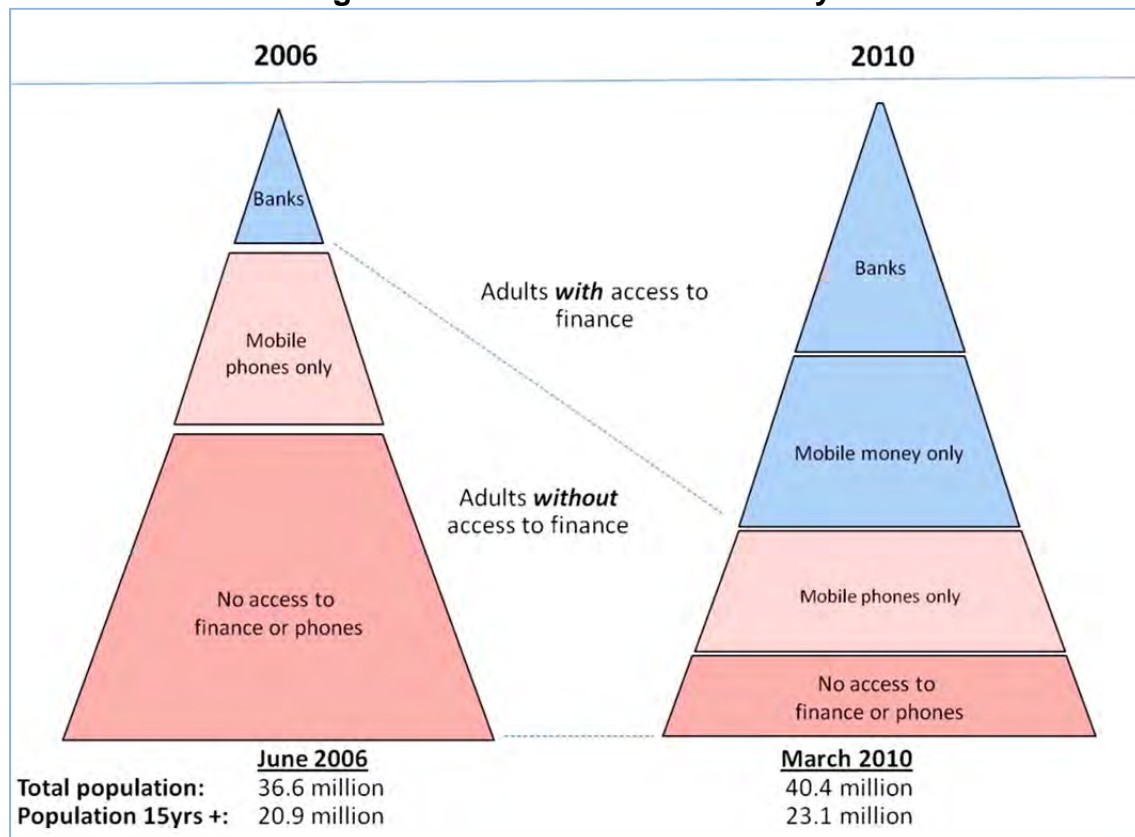 2006
2010
Banks
Mobile
phones only
No access to
finance or phones
Adults with access to
finance
Adults without
access to finance
Banks
Mobile money only
Mobile phones only
No access to
finance or phones
June 2006
March 2010
Total population: 36.6 million 40.4 million
Population 15yrs +: 20.9 million 23.1 million